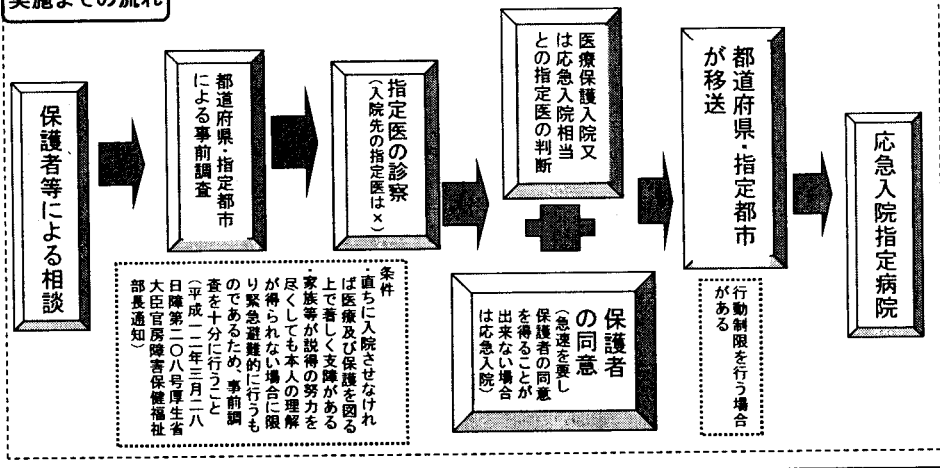 実施までの流れ
保護者等による相談
都道府県・指定都市
による事前調査
指定医の診察
(入院先の指定医は×)
医療保護入院又
は応急入院相当
との指定医の判断
保護者
の同意
(急速を要し
保護者の同意
を得ることが
出来ない場合
は応急入院)
都道府県・指定都市
が移送
応急入院指定病院
条件
・直ちに入院させなけれ
ば医療及び保護を図る
上で著しく支障がある
・家族等が説得の努力を
尽くしても本人の理解
が得られない場合に限
り緊急避難的に行うも
のであるため、事前調
査を十分に行うこと
(平成一二年三月二八
日障第二〇八号厚生省
大臣官房障害保健福祉
部長通知)
行動制限を行う場合
がある